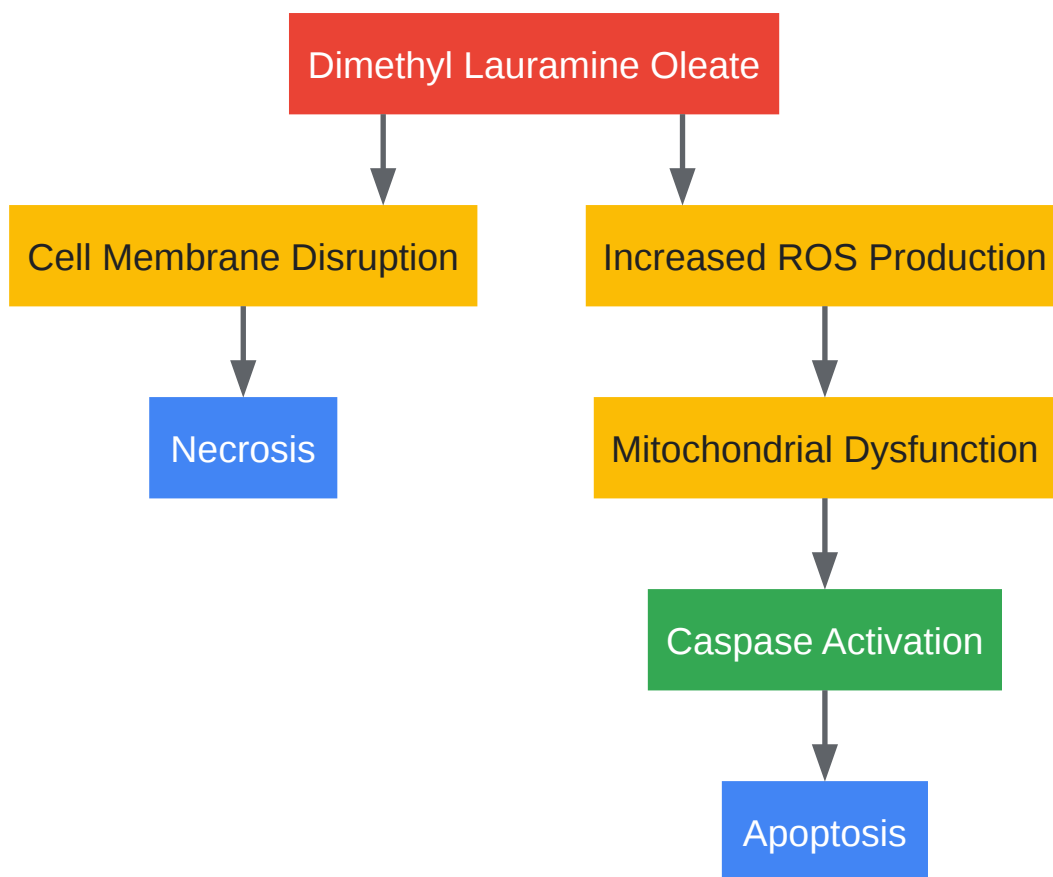 Dimethyl Lauramine Oleate
Cell Membrane Disruption
Increased ROS Production
Necrosis
Mitochondrial Dysfunction
Caspase Activation
Apoptosis